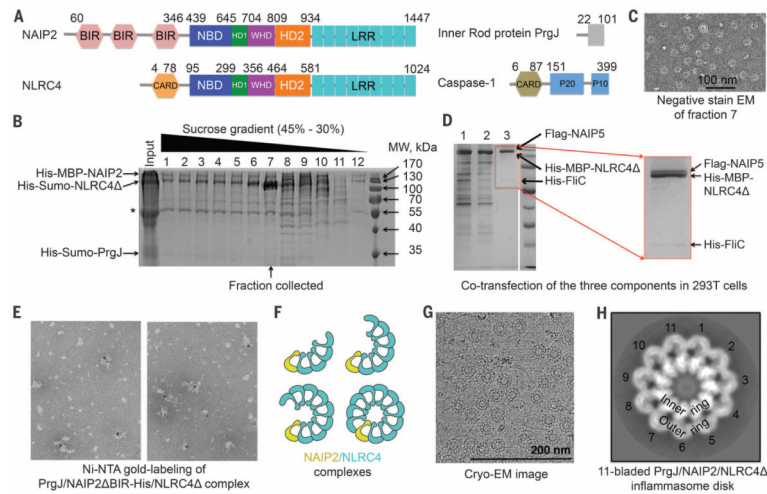 A
60
346
439
645
704
809
934
1447
NAIP2
BIR
BIR
BIR
NBD
HD1
WHD
HD2
LRR
4
78
95
299
356
464
684
1024
NLRC4
CARD
NBD
HD1
WHD
HD2
LRR
22
101
Inner Rod protein PrgJ
6
87
151
399
Caspase-1
CARD
P20
P10
C
100 nm
Negative stain EM
of fraction 7
B
Sucrose gradient (45% - 30%)
Input
1 2 3 4 5 6 7 8 9 10 11 12
MW, kDa
His-MBP-NAIP2
His-Sumo-NLRC4Δ
*
His-Sumo-PrgJ
170
130
100
70
55
40
35
Fraction collected
D
1 2 3
Flag-NAIP5
His-MBP-NLRC4Δ
His-FliC
Flag-NAIP5
His-MBP-
NLRC4Δ
His-FliC
Co-transfection of the three components in 293T cells
E
Ni-NTA gold-labeling of
PrgJ/NAIP2ΔBIR-His/NLRC4Δ complex
F
NAIP2/NLRC4
complexes
G
200 nm
Cryo-EM image
H
11
1
10
2
9
3
8
4
7
6
5
Inner ring
Outer ring
11-bladed PrgJ/NAIP2/NLRC4Δ
inflammasome disk